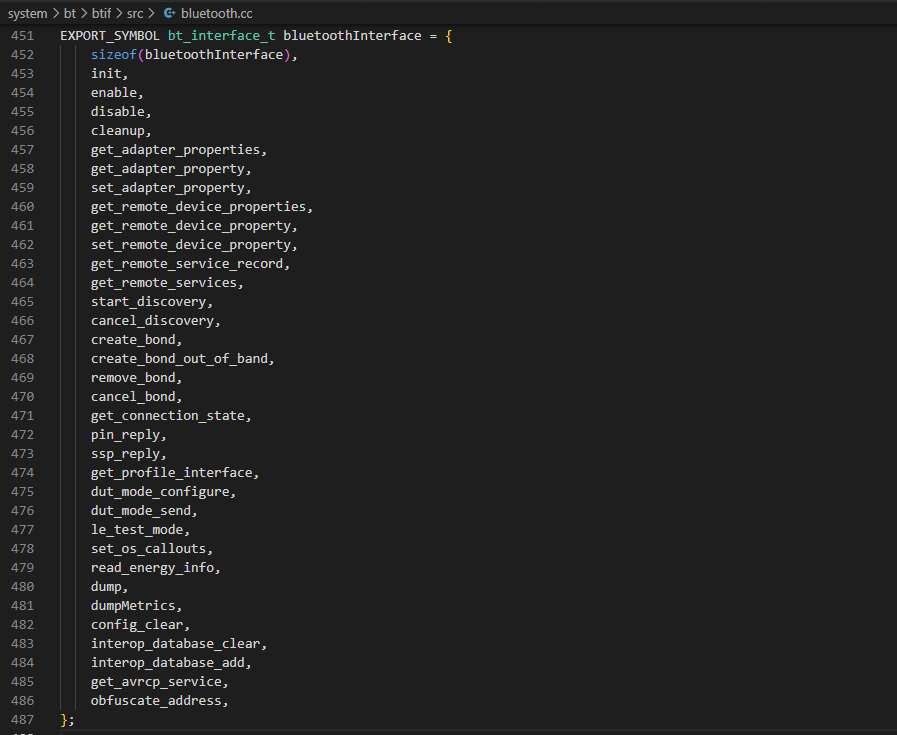 system > bt > btif > src > bluetooth.cc
451 EXPORT_SYMBOL bt_interface_t bluetoothInterface = {
452 sizeof(bluetoothInterface),
453 init,
454 enable,
455 disable,
456 cleanup,
457 get_adapter_properties,
458 get_adapter_property,
459 set_adapter_property,
460 get_remote_device_properties,
461 get_remote_device_property,
462 set_remote_device_property,
463 get_remote_service_record,
464 get_remote_services,
465 start_discovery,
466 cancel_discovery,
467 create_bond,
468 create_bond_out_of_band,
469 remove_bond,
470 cancel_bond,
471 get_connection_state,
472 pin_reply,
473 ssp_reply,
474 get_profile_interface,
475 dut_mode_configure,
476 dut_mode_send,
477 le_test_mode,
478 set_os_callouts,
479 read_energy_info,
480 dump,
481 dumpMetrics,
482 config_clear,
483 interop_database_clear,
484 interop_database_add,
485 get_avrcp_service,
486 obfuscate_address,
487 };